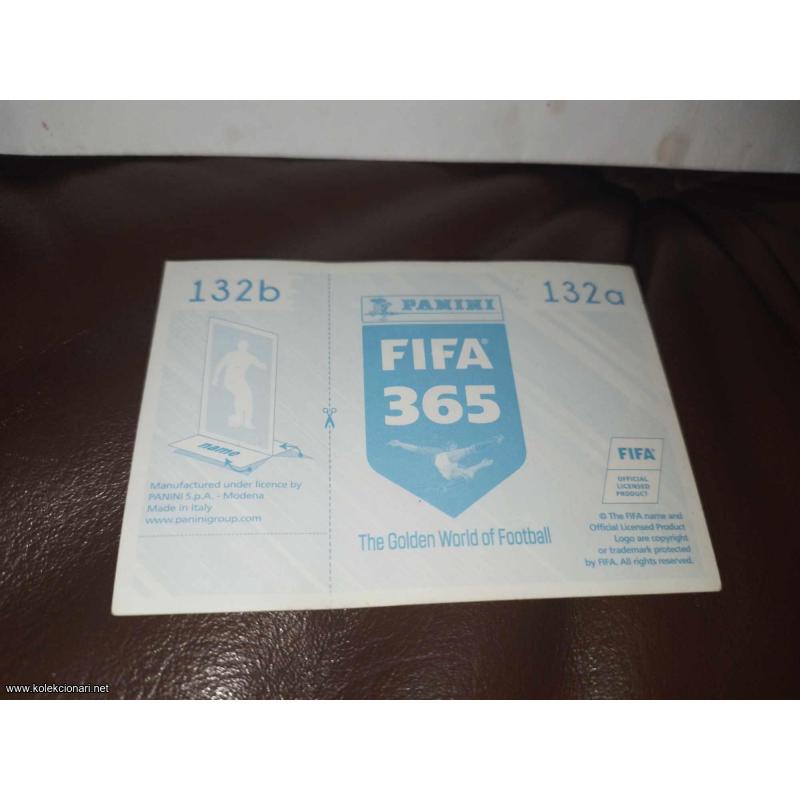 132b
PANINI
132a
FIFA
365
name
FIFA
OFFICIAL
LICENSED
PRODUCT
Manufactured under licence by
PANINI S.p.A. - Modena
Made in Italy
www.paninigroup.com
The Golden World of Football
© The FIFA name and
Official Licensed Product
Logo are copyright
or trademark protected
by FIFA. All rights reserved.
www.kolekcionari.net